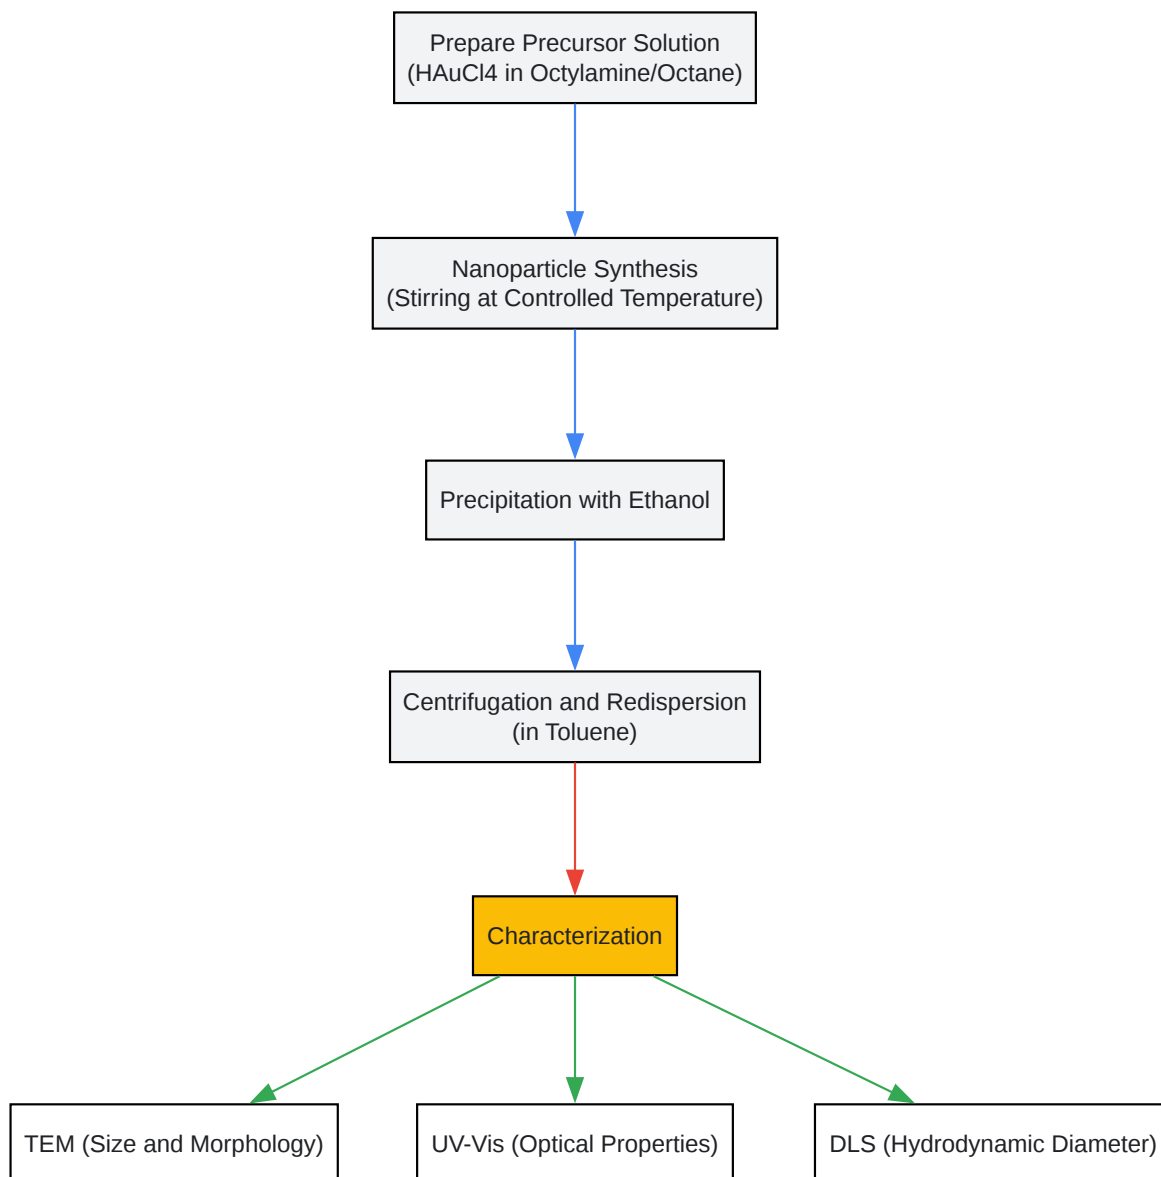 Prepare Precursor Solution
(HAuCl4 in Octylamine/Octane)
Nanoparticle Synthesis
(Stirring at Controlled Temperature)
Precipitation with Ethanol
Centrifugation and Redispersion
(in Toluene)
Characterization
TEM (Size and Morphology)
UV-Vis (Optical Properties)
DLS (Hydrodynamic Diameter)